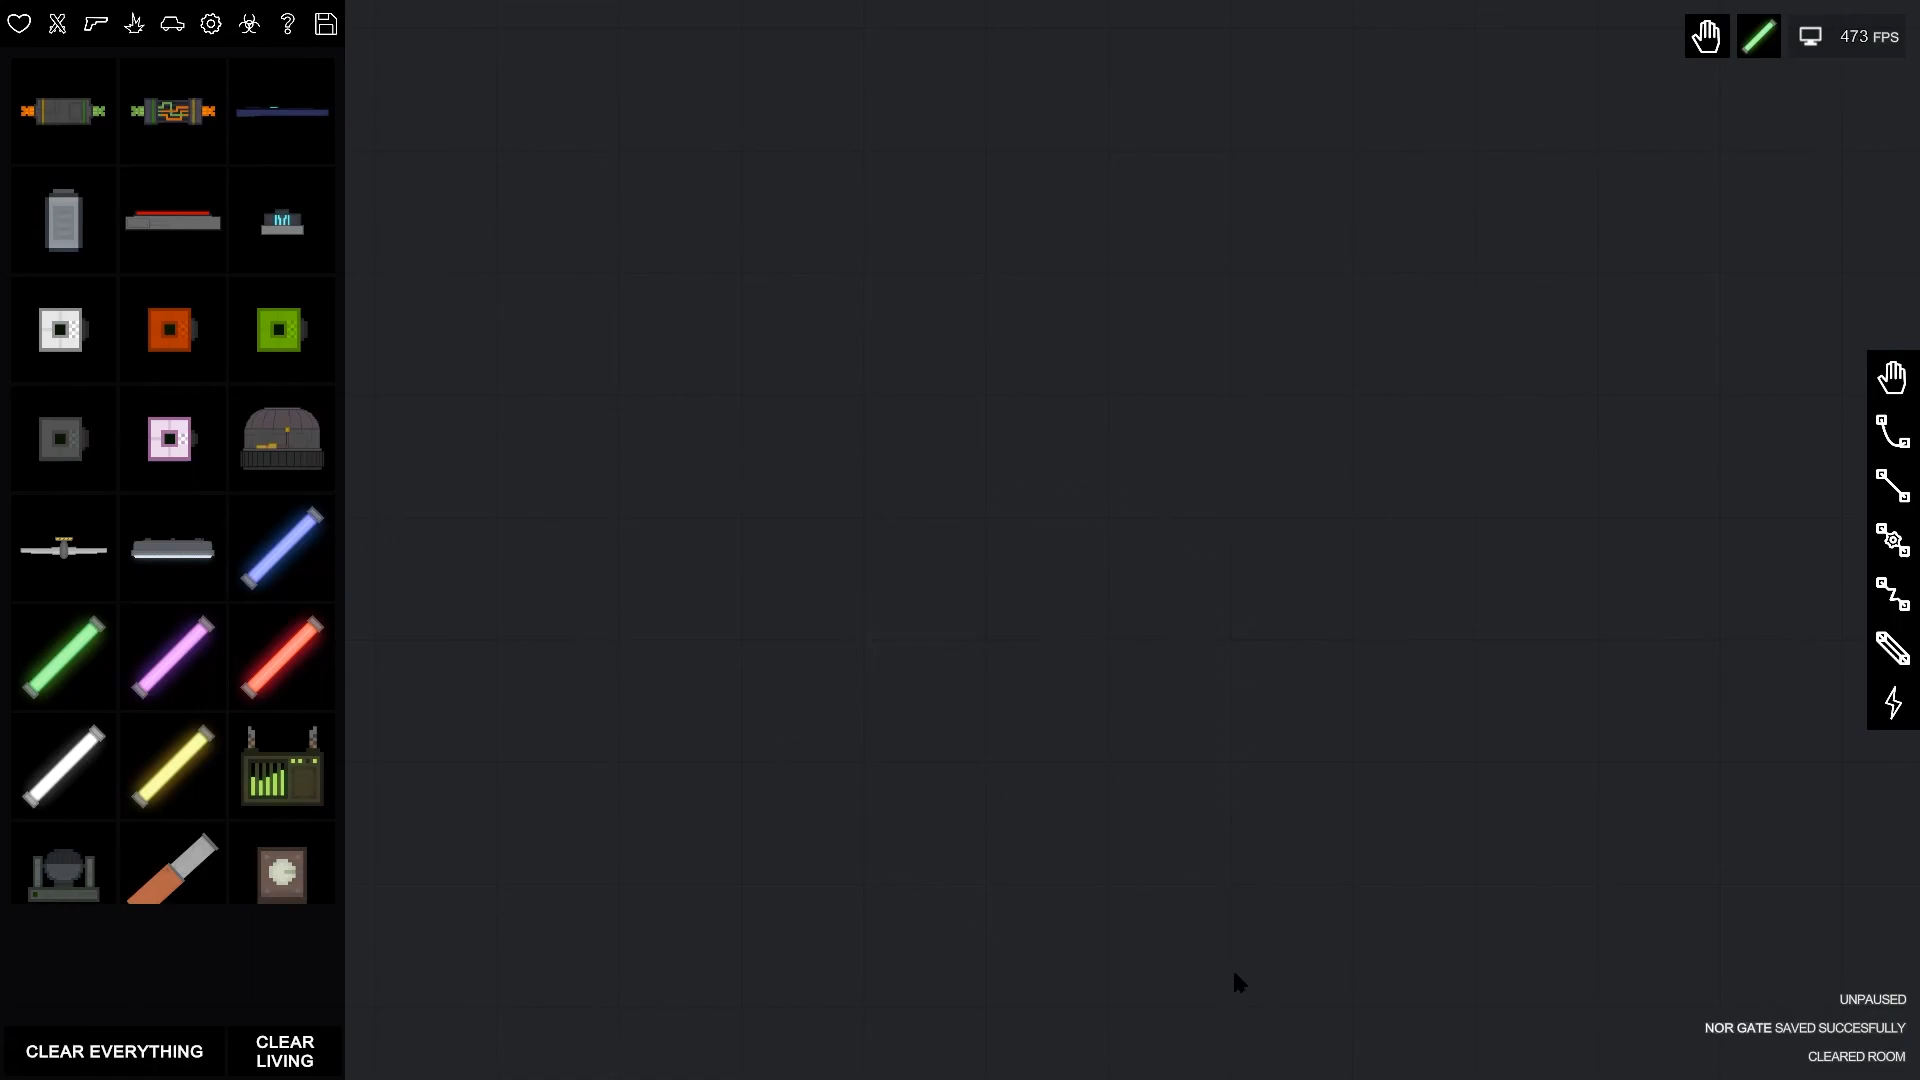 473 FPS
UNPAUSED
NOR GATE SAVED SUCCESFULLY
CLEARED ROOM
CLEAR EVERYTHING
CLEAR
LIVING